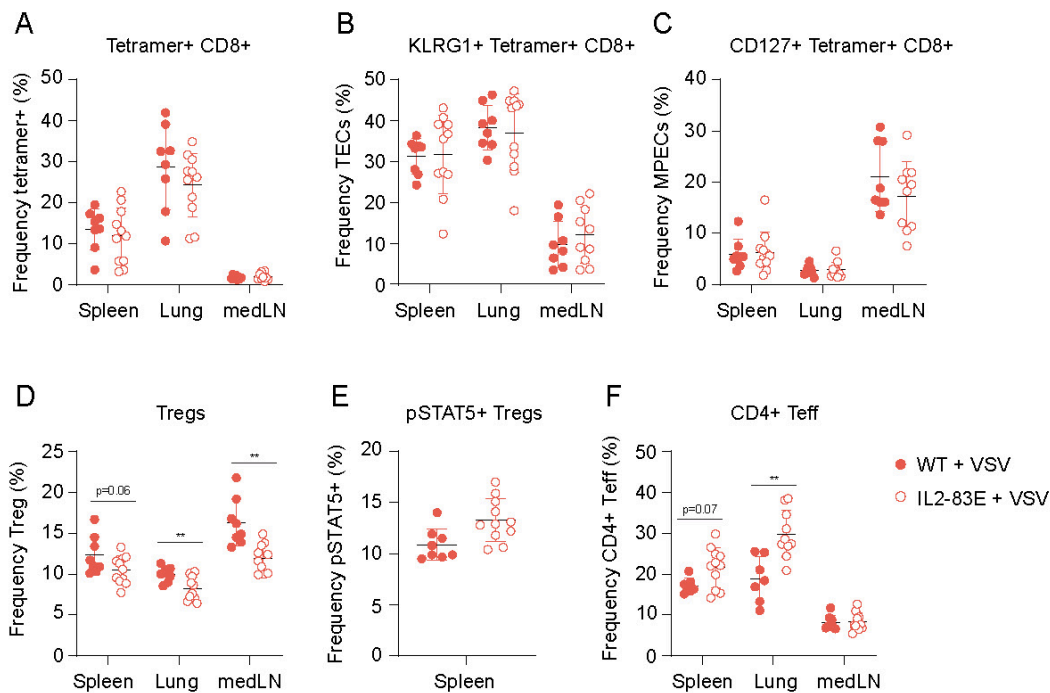 A
Tetramer+ CD8+
Frequency tetramer+ (%)
50
40
30
20
10
0
Spleen Lung medLN
B
KLRG1+ Tetramer+ CD8+
Frequency TECs (%)
50
40
30
20
10
0
Spleen Lung medLN
C
CD127+ Tetramer+ CD8+
Frequency MPECs (%)
40
30
20
10
0
Spleen Lung medLN
D
Tregs
Frequency Treg (%)
25
20
15
10
5
0
p=0.06
**
**
Spleen Lung medLN
E
pSTAT5+ Tregs
Frequency pSTAT5+ (%)
20
15
10
5
0
Spleen
F
CD4+ Teff
Frequency CD4+ Teff (%)
50
40
30
20
10
0
p=0.07
**
Spleen Lung medLN
WT + VSV
IL2-83E + VSV